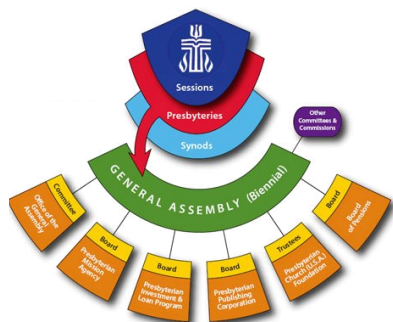 Sessions
Presbyteries
Synods
Other
Committees &
Commissions
GENERAL ASSEMBLY (Biennial)
Committee
Office of the
General
Assembly
Board
Presbyterian
Mission
Agency
Board
Presbyterian
Investment &
Loan Program
Board
Presbyterian
Publishing
Corporation
Trustees
Presbyterian
Church (U.S.A.)
Foundation
Board
Board
of Pensions